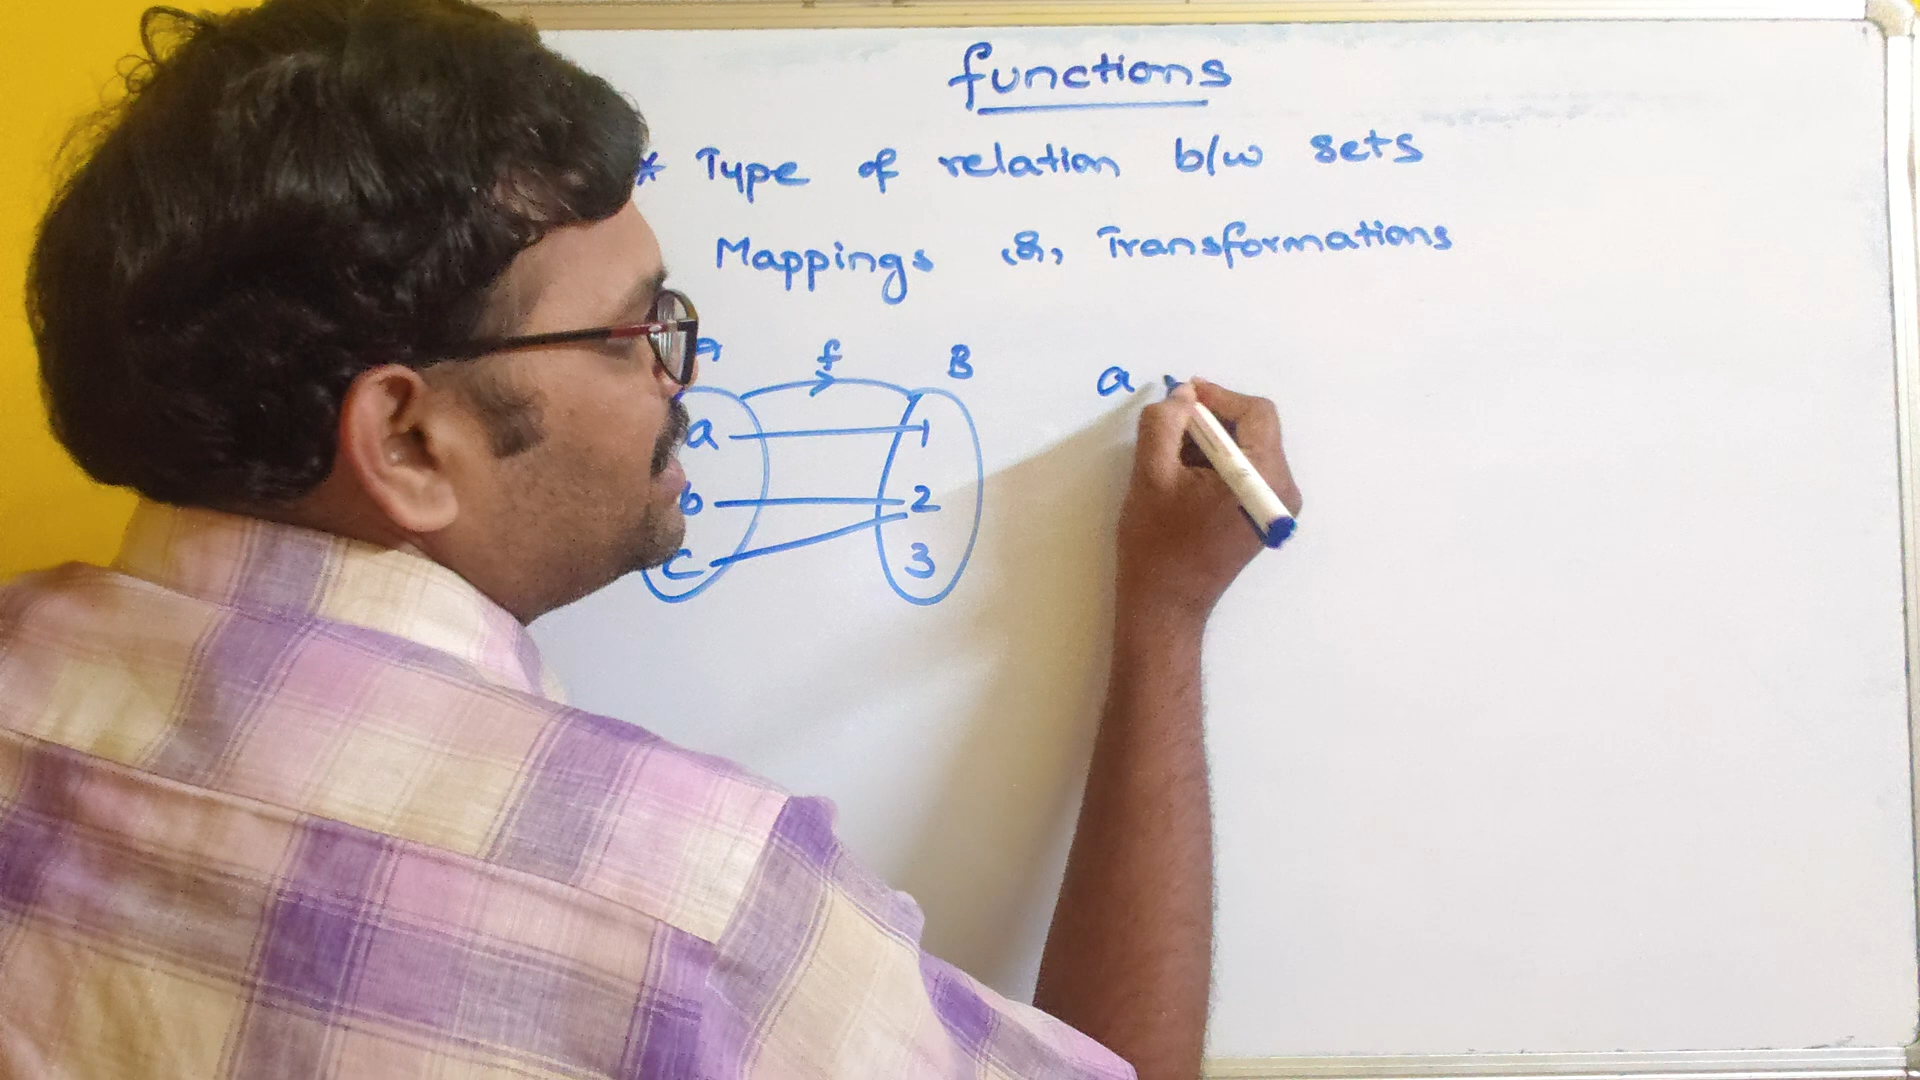 functions
* Type of relation b/w sets
Mappings & Transformations
A f B
a 1
b 2
c 3
a